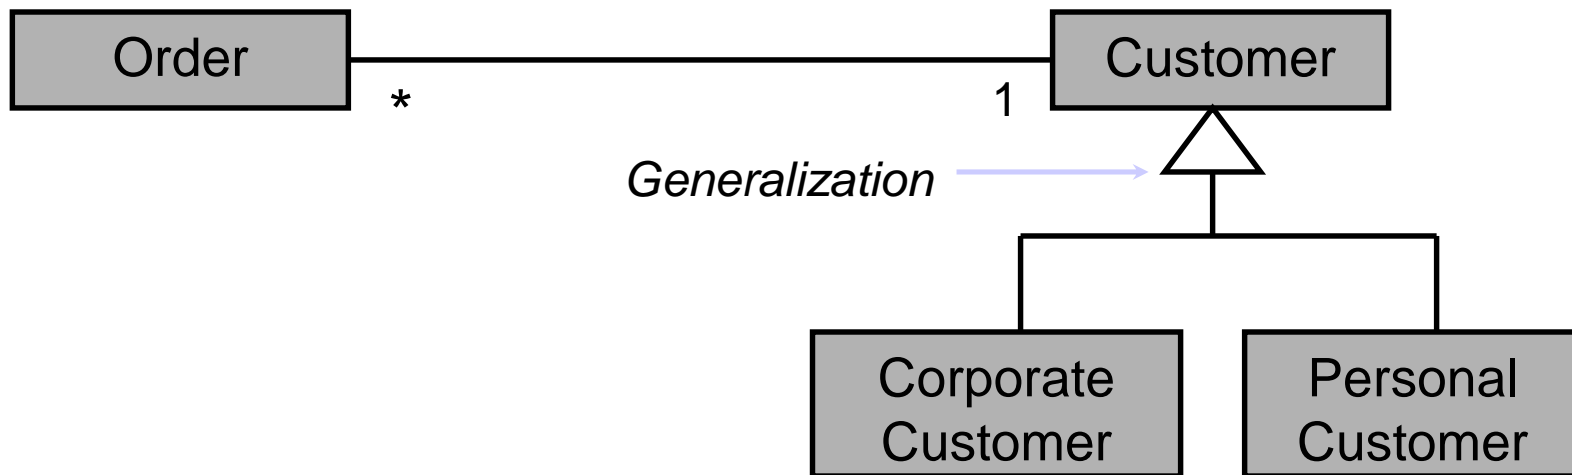 Order
Customer
*
1
Generalization
Corporate
Customer
Personal
Customer